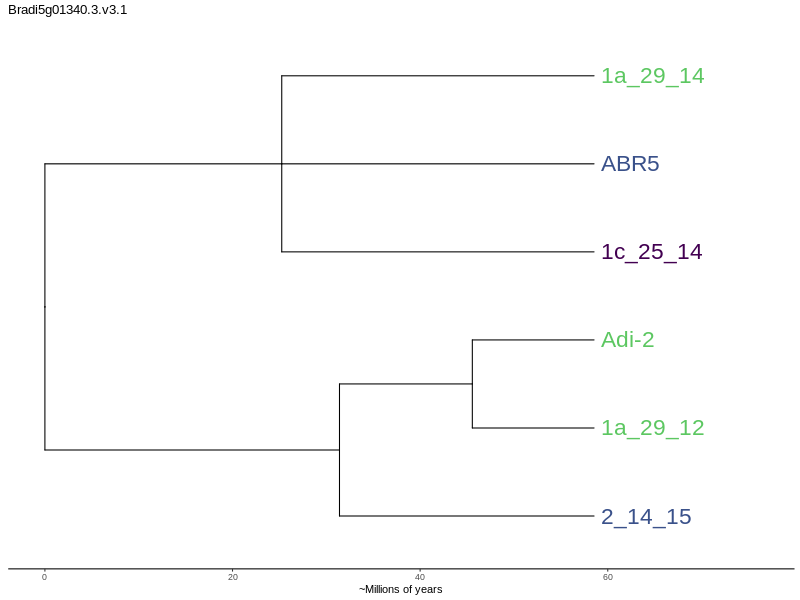 Bradi5g01340.3.v3.1
1a_29_14
ABR5
1c_25_14
Adi-2
1a_29_12
2_14_15
0 20 40 60
~Millions of years